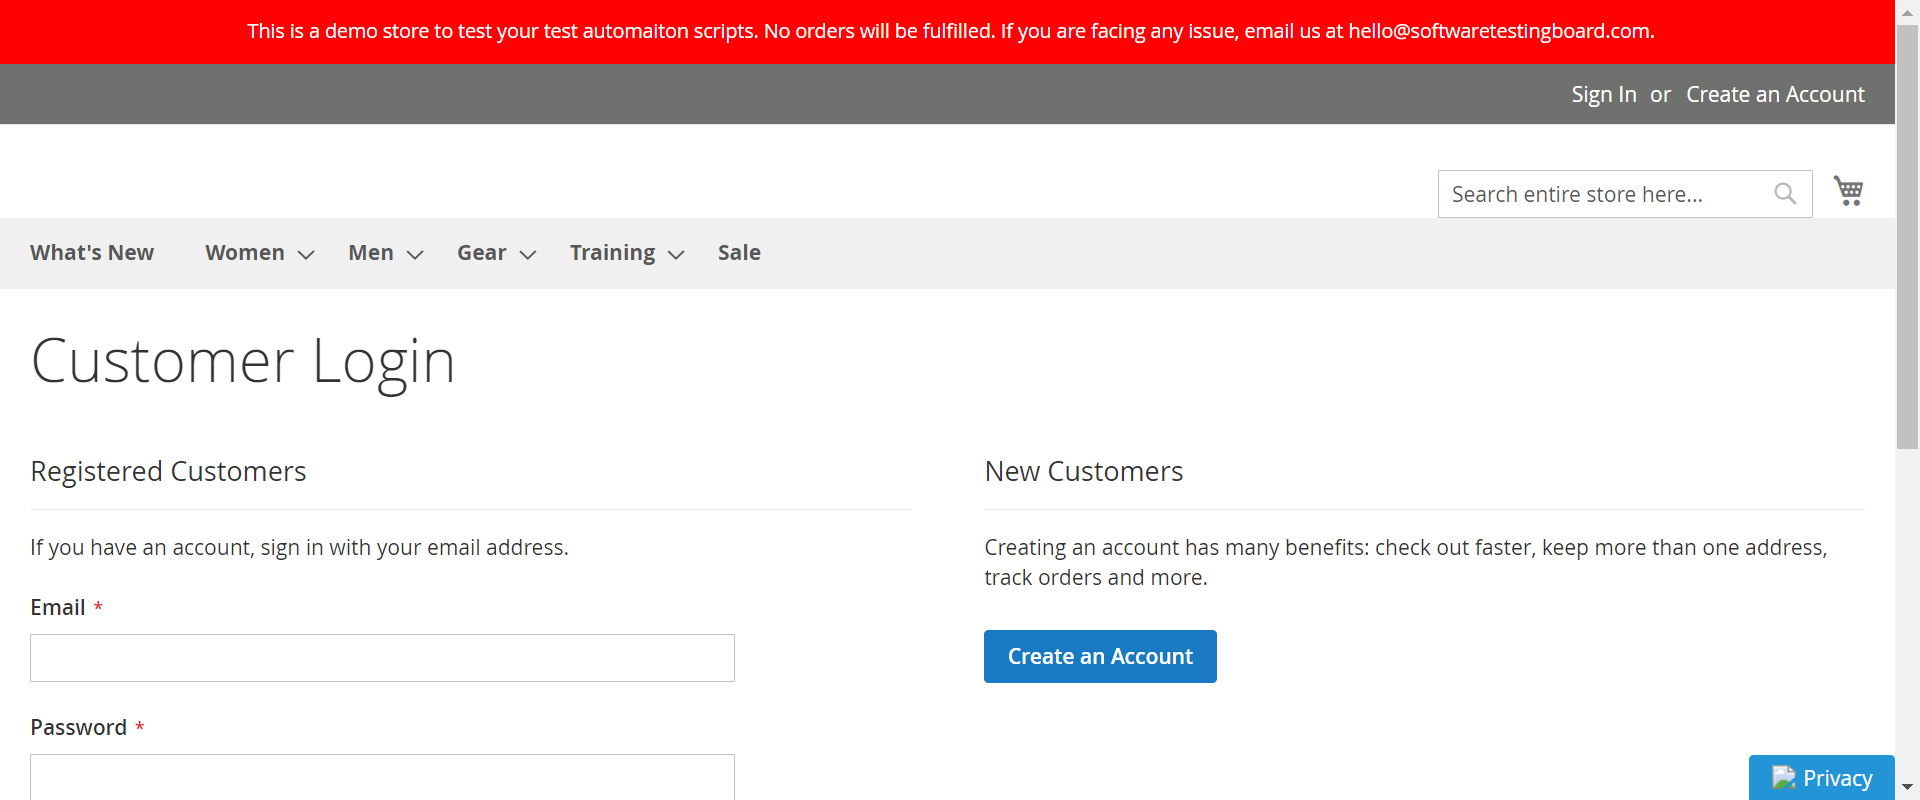 This is a demo store to test your test automaiton scripts. No orders will be fulfilled. If you are facing any issue, email us at hello@softwaretestingboard.com.
Sign In or Create an Account
Search entire store here...
What's New Women Men Gear Training Sale
Customer Login
Registered Customers
If you have an account, sign in with your email address.
Email *
Password *
New Customers
Creating an account has many benefits: check out faster, keep more than one address,
track orders and more.
Create an Account
Privacy